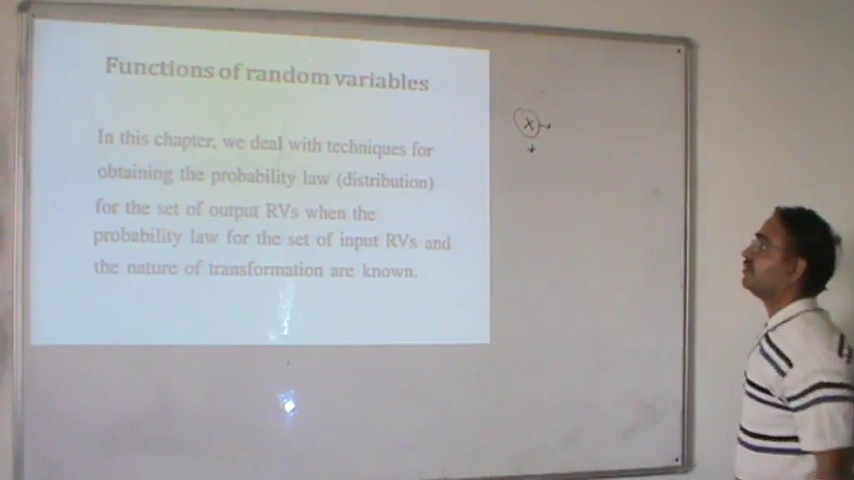 Functions of random variables
In this chapter, we deal with techniques for
obtaining the probability law (distribution)
for the set of output RVs when the
probability law for the set of input RVs and
the nature of transformation are known.
X